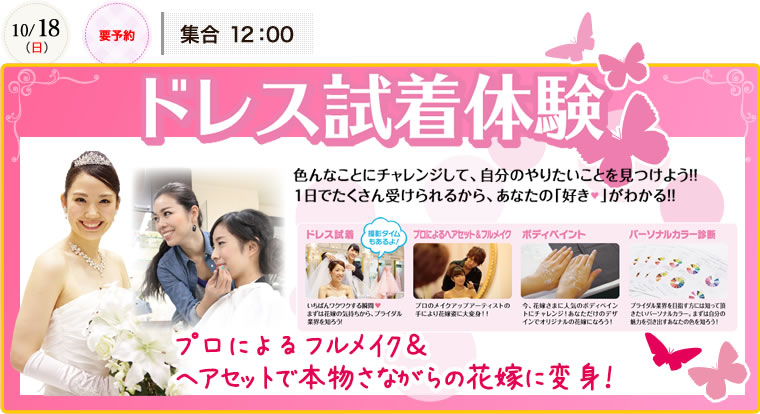 10/18
(日)
要予約
集合 12:00
ドレス試着体験
色んなことにチャレンジして、自分のやりたいことを見つけよう!!
1日でたくさん受けられるから、あなたの「好き♥」がわかる!!
ドレス試着
撮影タイム
もあるよ!
いちばんワクワクする瞬間♥
まずは花嫁の気持ちから、ブライダル
業界を知ろう!
プロによるヘアセット&フルメイク
プロのメイクアップアーティストの
手により花嫁姿に大変身!!
ボディペイント
今、花嫁さまに人気のボディペイン
トにチャレンジ!あなただけのデザ
インでオリジナルの花嫁になろう!
パーソナルカラー診断
ブライダル業界を目指す方には知って頂
きたいパーソナルカラー。まずは自分の
魅力を引き出すあなたの色を知ろう!
プロによるフルメイク&
ヘアセットで本物さながらの花嫁に変身!